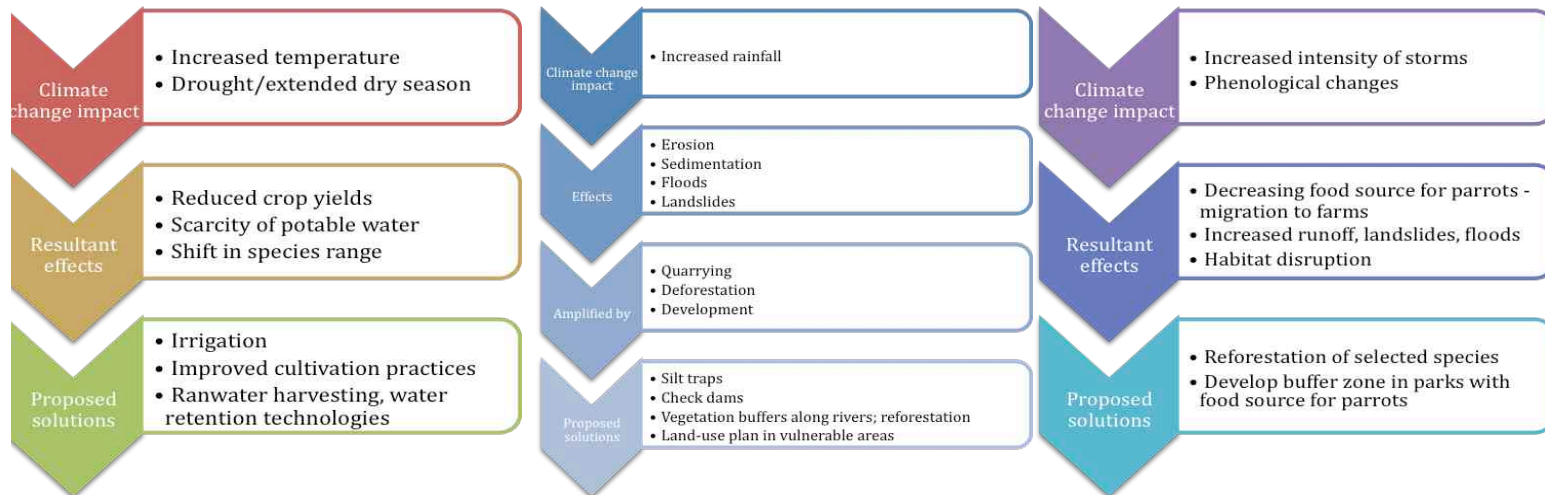 Climate
change impact
• Increased temperature
• Drought/extended dry season
Resultant
effects
• Reduced crop yields
• Scarcity of potable water
• Shift in species range
Proposed
solutions
• Irrigation
• Improved cultivation practices
• Ranwater harvesting, water
retention technologies
Climate change
impact
• Increased rainfall
Effects
• Erosion
• Sedimentation
• Floods
• Landslides
Amplified by
• Quarrying
• Deforestation
• Development
Proposed
solutions
• Silt traps
• Check dams
• Vegetation buffers along rivers; reforestation
• Land-use plan in vulnerable areas
Climate
change impact
• Increased intensity of storms
• Phenological changes
Resultant
effects
• Decreasing food source for parrots -
migration to farms
• Increased runoff, landslides, floods
• Habitat disruption
Proposed
solutions
• Reforestation of selected species
• Develop buffer zone in parks with
food source for parrots